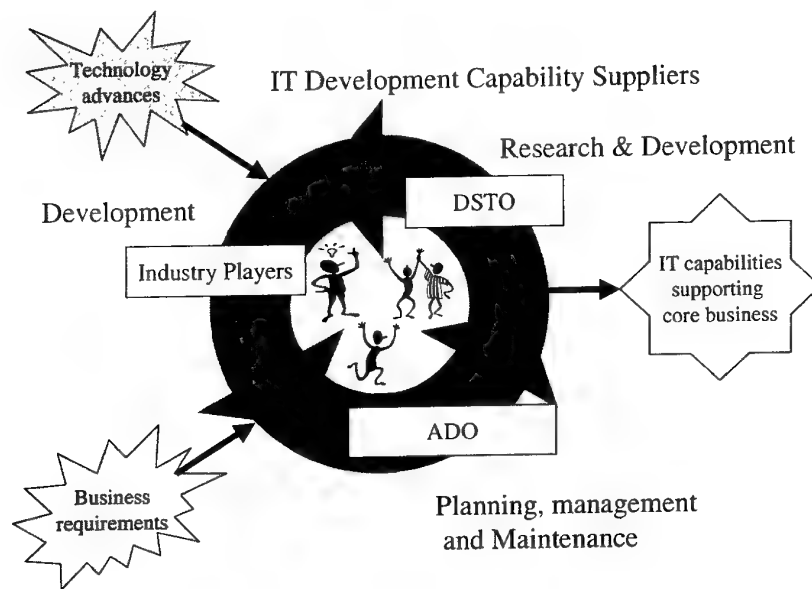 Technology
advances
IT Development Capability Suppliers
Research & Development
Development
DSTO
Industry Players
IT capabilities
supporting
core business
ADO
Business
requirements
Planning, management
and Maintenance